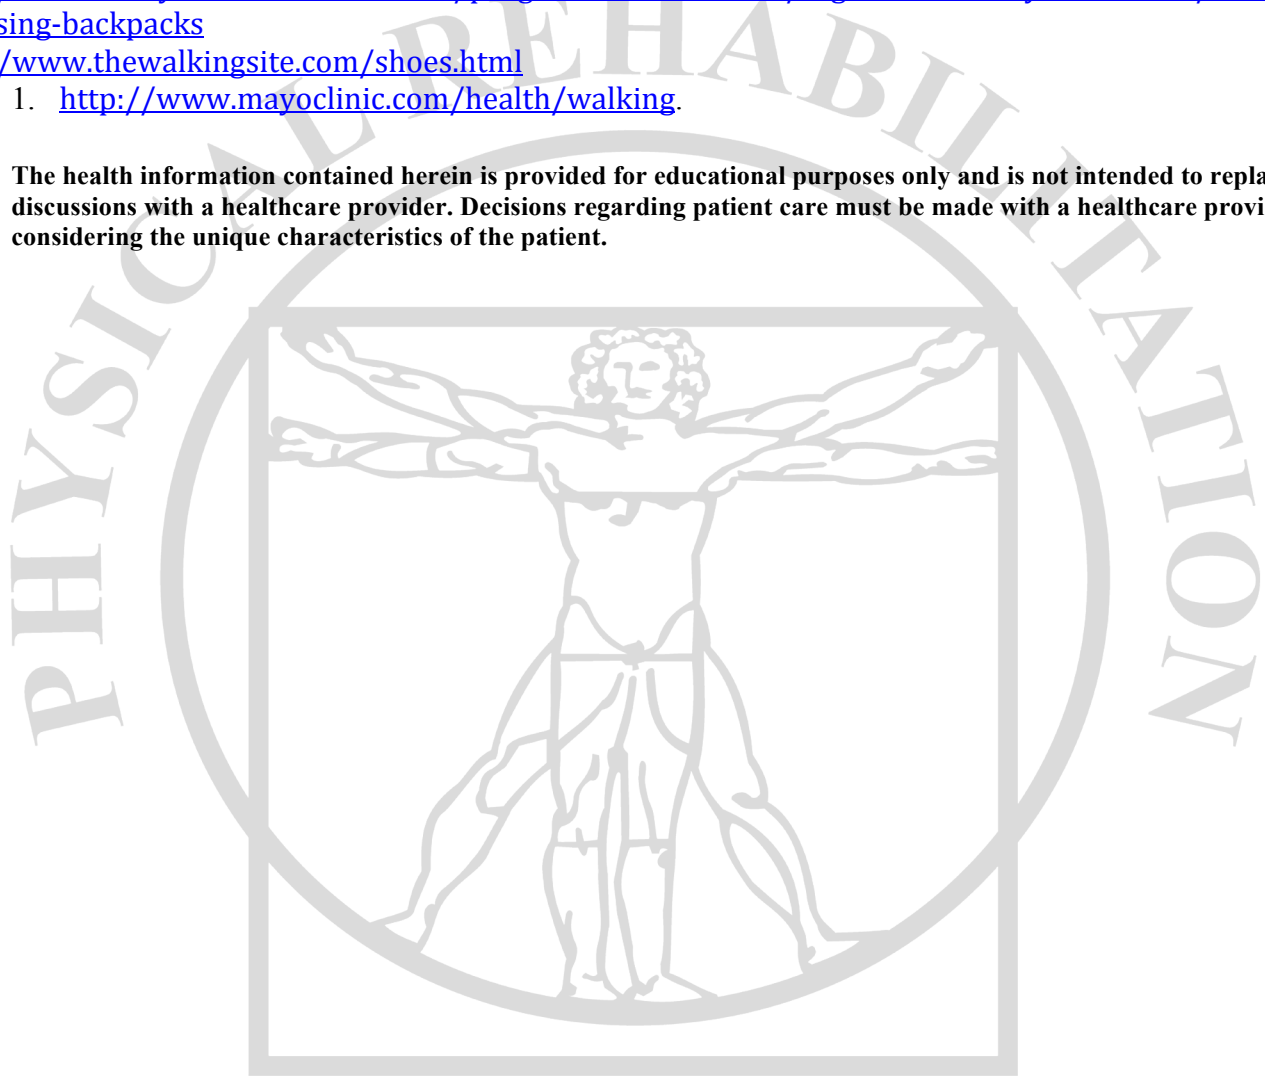 sing-backpacks
/www.thewalkingsite.com/shoes.html
1. http://www.mayoclinic.com/health/walking.
The health information contained herein is provided for educational purposes only and is not intended to repla
discussions with a healthcare provider. Decisions regarding patient care must be made with a healthcare provi
considering the unique characteristics of the patient.
PHYSICAL REHABILITATION